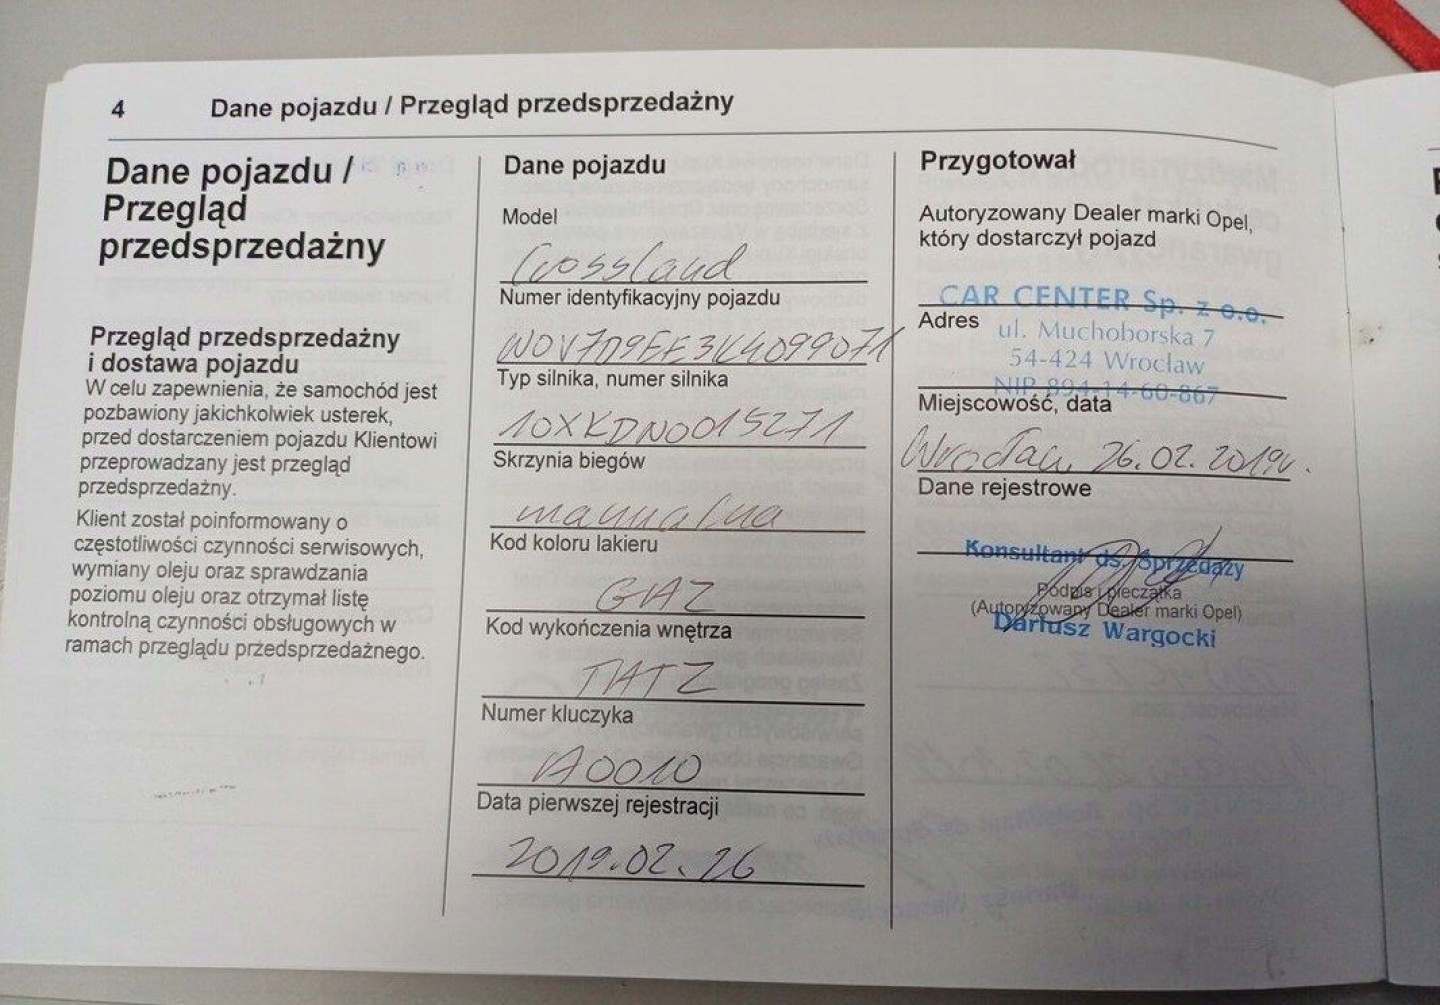 4 Dane pojazdu / Przegląd przedsprzedażny
Dane pojazdu /
Przegląd
przedsprzedażny
Przegląd przedsprzedażny
i dostawa pojazdu
W celu zapewnienia, że samochód jest
pozbawiony jakichkolwiek usterek,
przed dostarczeniem pojazdu Klientowi
przeprowadzany jest przegląd
przedsprzedażny.
Klient został poinformowany o
częstotliwości czynności serwisowych,
wymiany oleju oraz sprawdzania
poziomu oleju oraz otrzymał listę
kontrolną czynności obsługowych w
ramach przeglądu przedsprzedażnego.
Dane pojazdu
Model
Crossland
Numer identyfikacyjny pojazdu
W0V7D9EE3K4099071
Typ silnika, numer silnika
10XKDN0015271
Skrzynia biegów
manualna
Kod koloru lakieru
GAZ
Kod wykończenia wnętrza
TATZ
Numer kluczyka
A0010
Data pierwszej rejestracji
2019.02.26
Przygotował
Autoryzowany Dealer marki Opel,
który dostarczył pojazd
CAR CENTER Sp. z o.o.
Adres
ul. Muchoborska 7
54-424 Wrocław
NIP 894-14-60-867
Miejscowość, data
Wrocław, 26.02.2019r.
Dane rejestrowe
Konsultant ds. Sprzedaży
Podpis i pieczątka
(Autoryzowany Dealer marki Opel)
Dariusz Wargocki